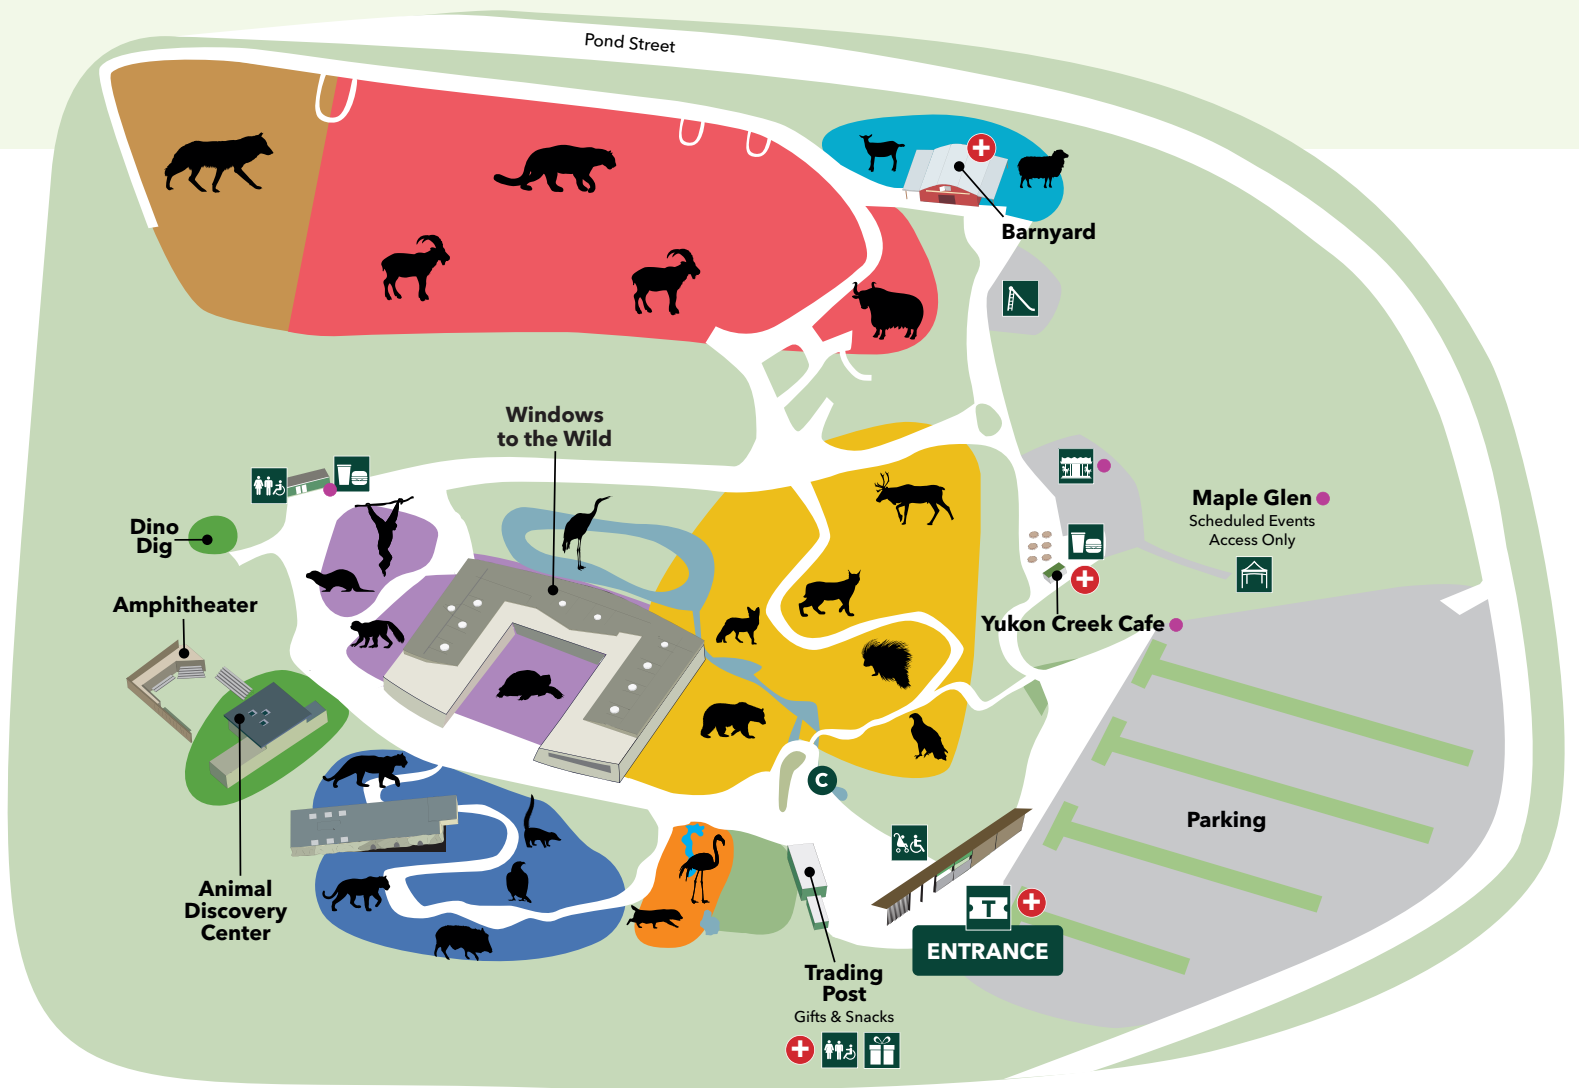 Pond Street
Barnyard
Windows
to the Wild
Dino
Dig
Maple Glen
Scheduled Events
Access Only
Amphitheater
Yukon Creek Cafe
C
Parking
Animal
Discovery
Center
T
ENTRANCE
Trading
Post
Gifts & Snacks